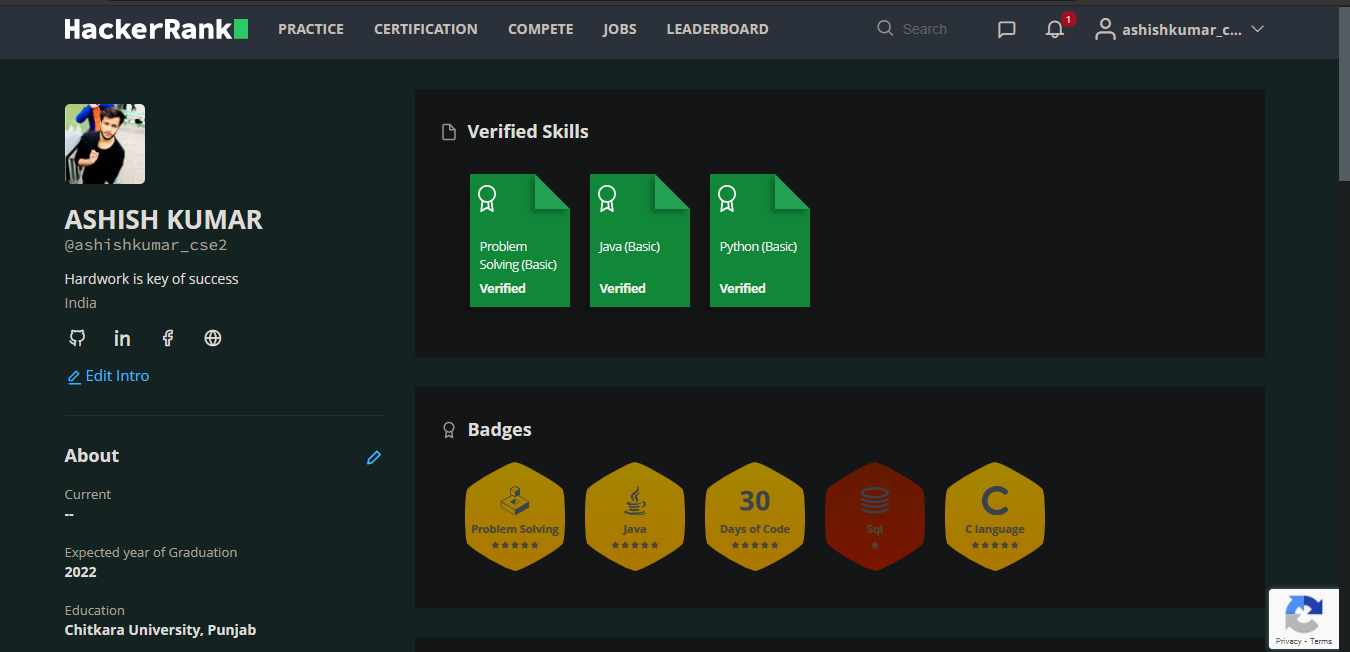 HackerRank
PRACTICE
CERTIFICATION
COMPETE
JOBS
LEADERBOARD
Search
1
ashishkumar_c...
ASHISH KUMAR
@ashishkumar_cse2
Hardwork is key of success
India
Edit Intro
About
Current
--
Expected year of Graduation
2022
Education
Chitkara University, Punjab
Verified Skills
Problem
Solving (Basic)
Verified
Java (Basic)
Verified
Python (Basic)
Verified
Badges
Problem Solving
Java
30
Days of Code
Sql
C language
Privacy - Terms